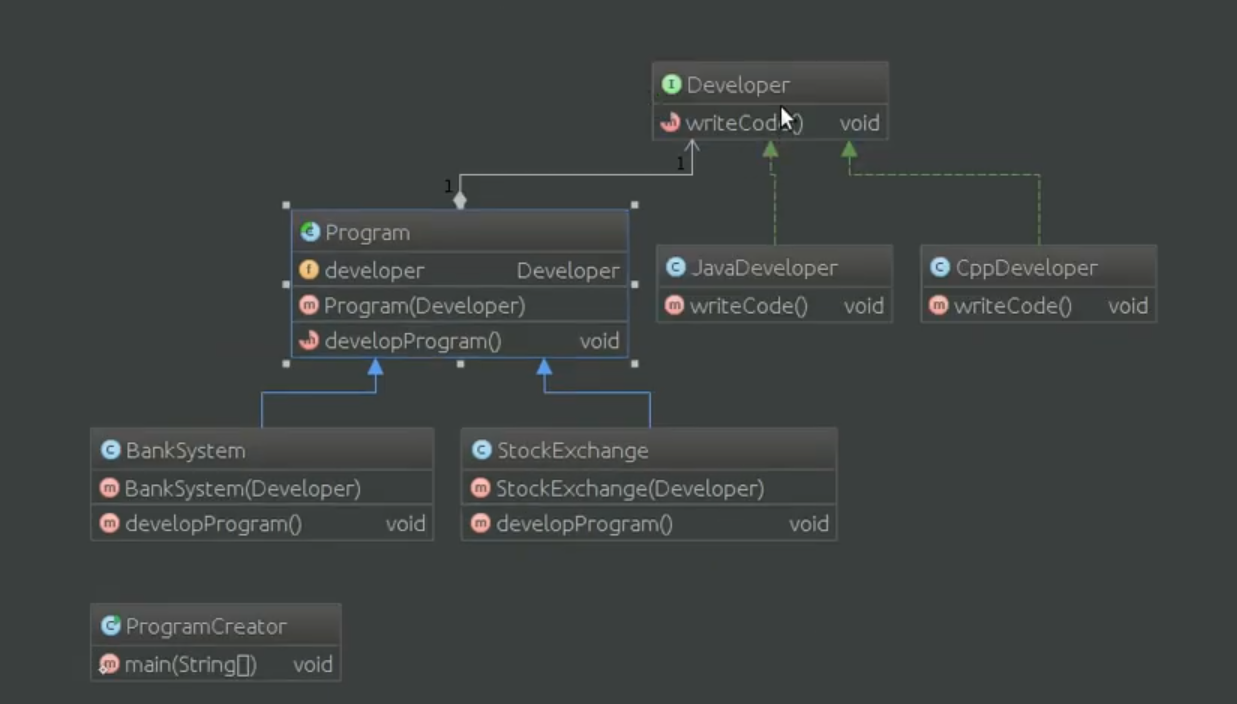 Developer
writeCode() void
1
1
Program
developer Developer
Program(Developer)
developProgram() void
JavaDeveloper
writeCode() void
CppDeveloper
writeCode() void
BankSystem
BankSystem(Developer)
developProgram() void
StockExchange
StockExchange(Developer)
developProgram() void
ProgramCreator
main(String[]) void